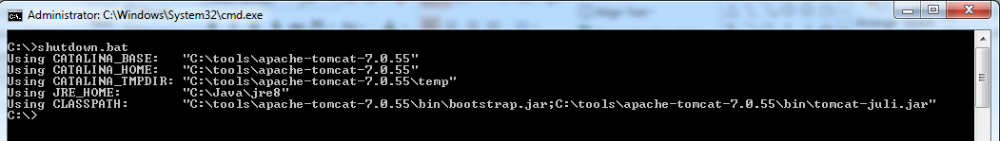 Administrator: C:\Windows\System32\cmd.exe
C:\>shutdown.bat
Using CATALINA_BASE:   "C:\tools\apache-tomcat-7.0.55"
Using CATALINA_HOME:   "C:\tools\apache-tomcat-7.0.55"
Using CATALINA_TMPDIR: "C:\tools\apache-tomcat-7.0.55\temp"
Using JRE_HOME:        "C:\Java\jre8"
Using CLASSPATH:       "C:\tools\apache-tomcat-7.0.55\bin\bootstrap.jar;C:\tools\apache-tomcat-7.0.55\bin\tomcat-juli.jar"
C:\>